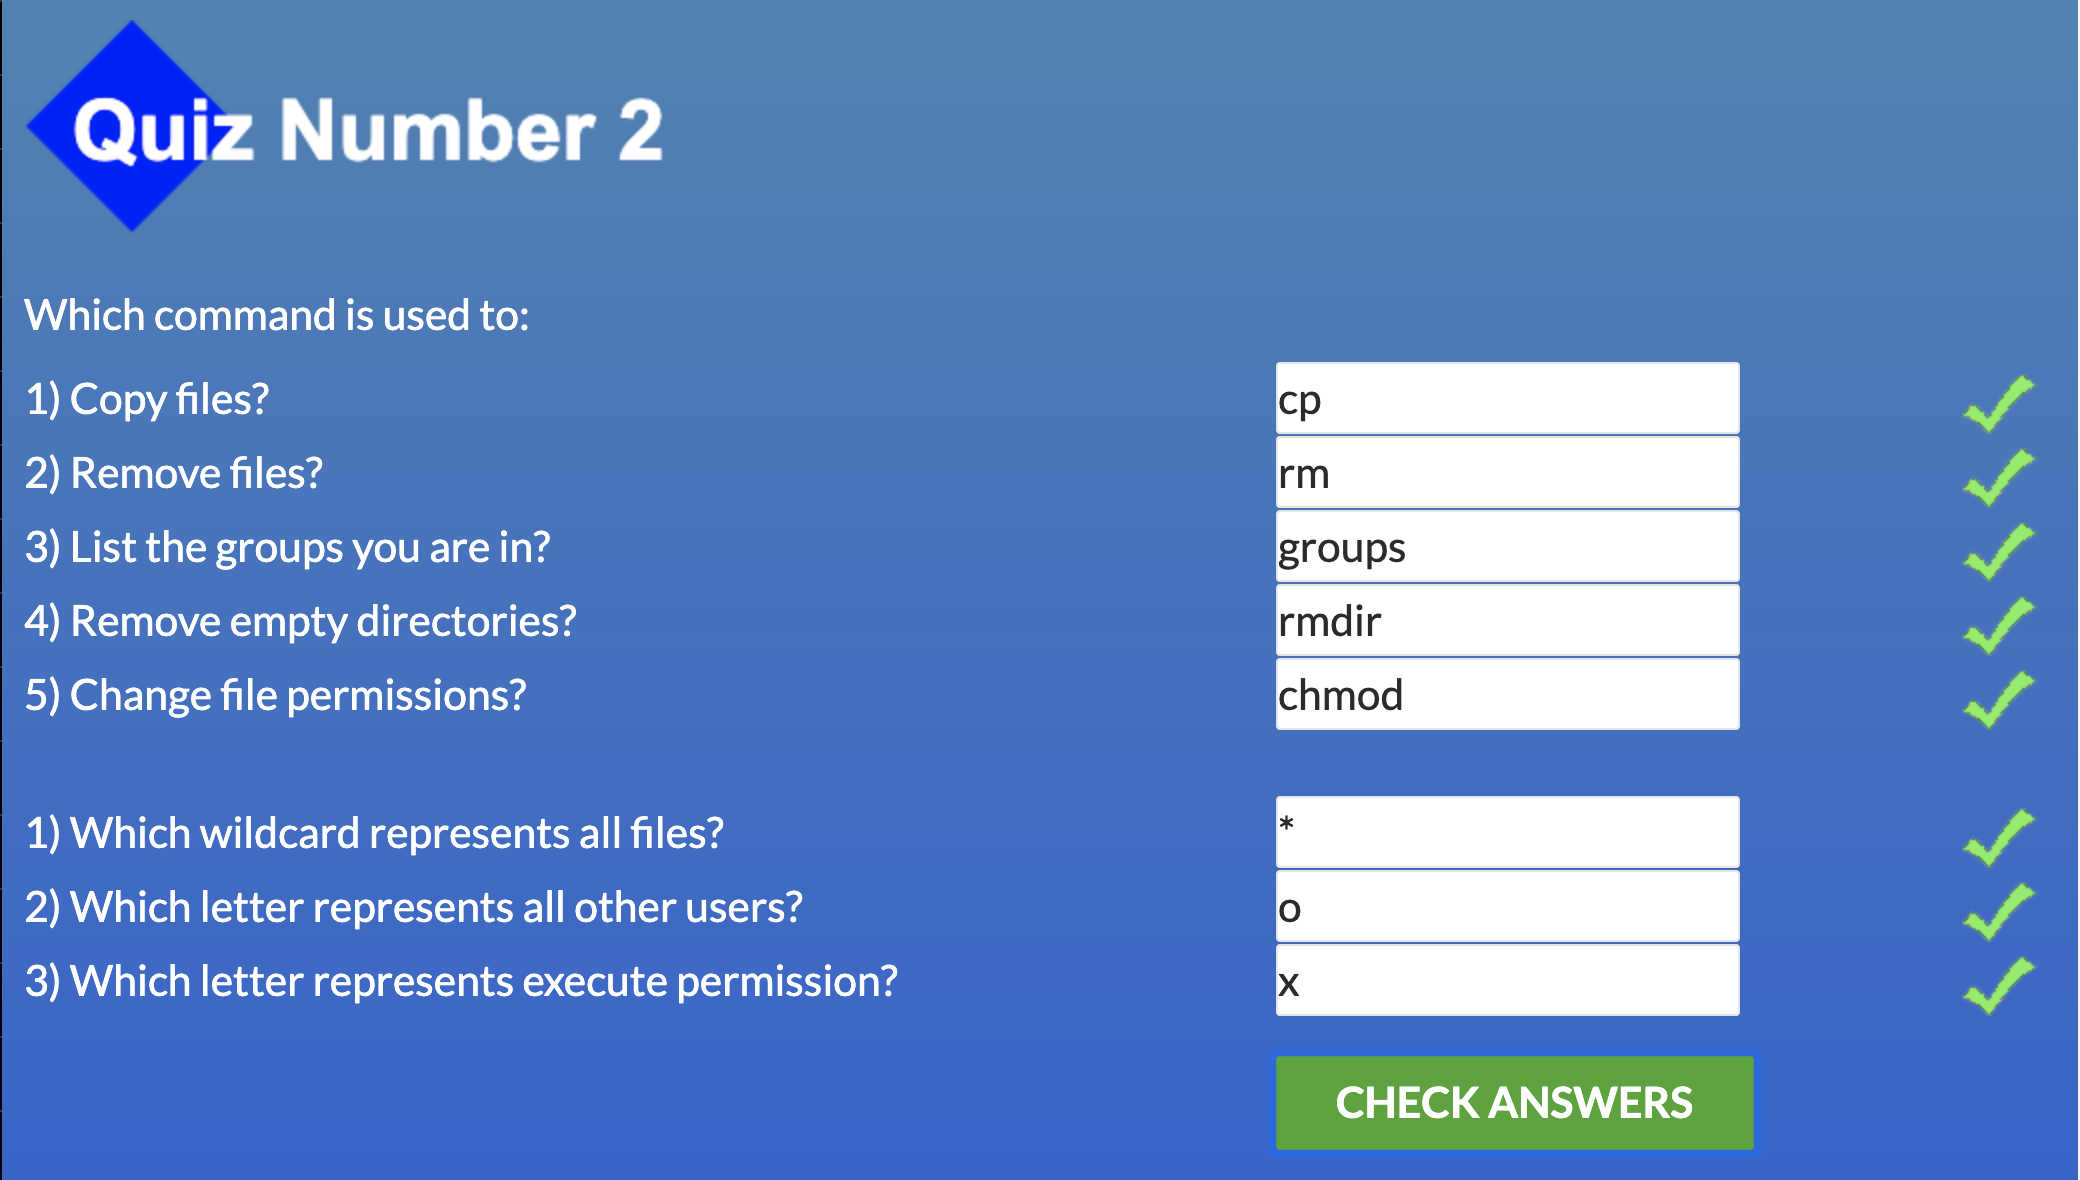 Quiz Number 2
Which command is used to:
1) Copy files? cp
2) Remove files? rm
3) List the groups you are in? groups
4) Remove empty directories? rmdir
5) Change file permissions? chmod
1) Which wildcard represents all files? *
2) Which letter represents all other users? o
3) Which letter represents execute permission? x
CHECK ANSWERS